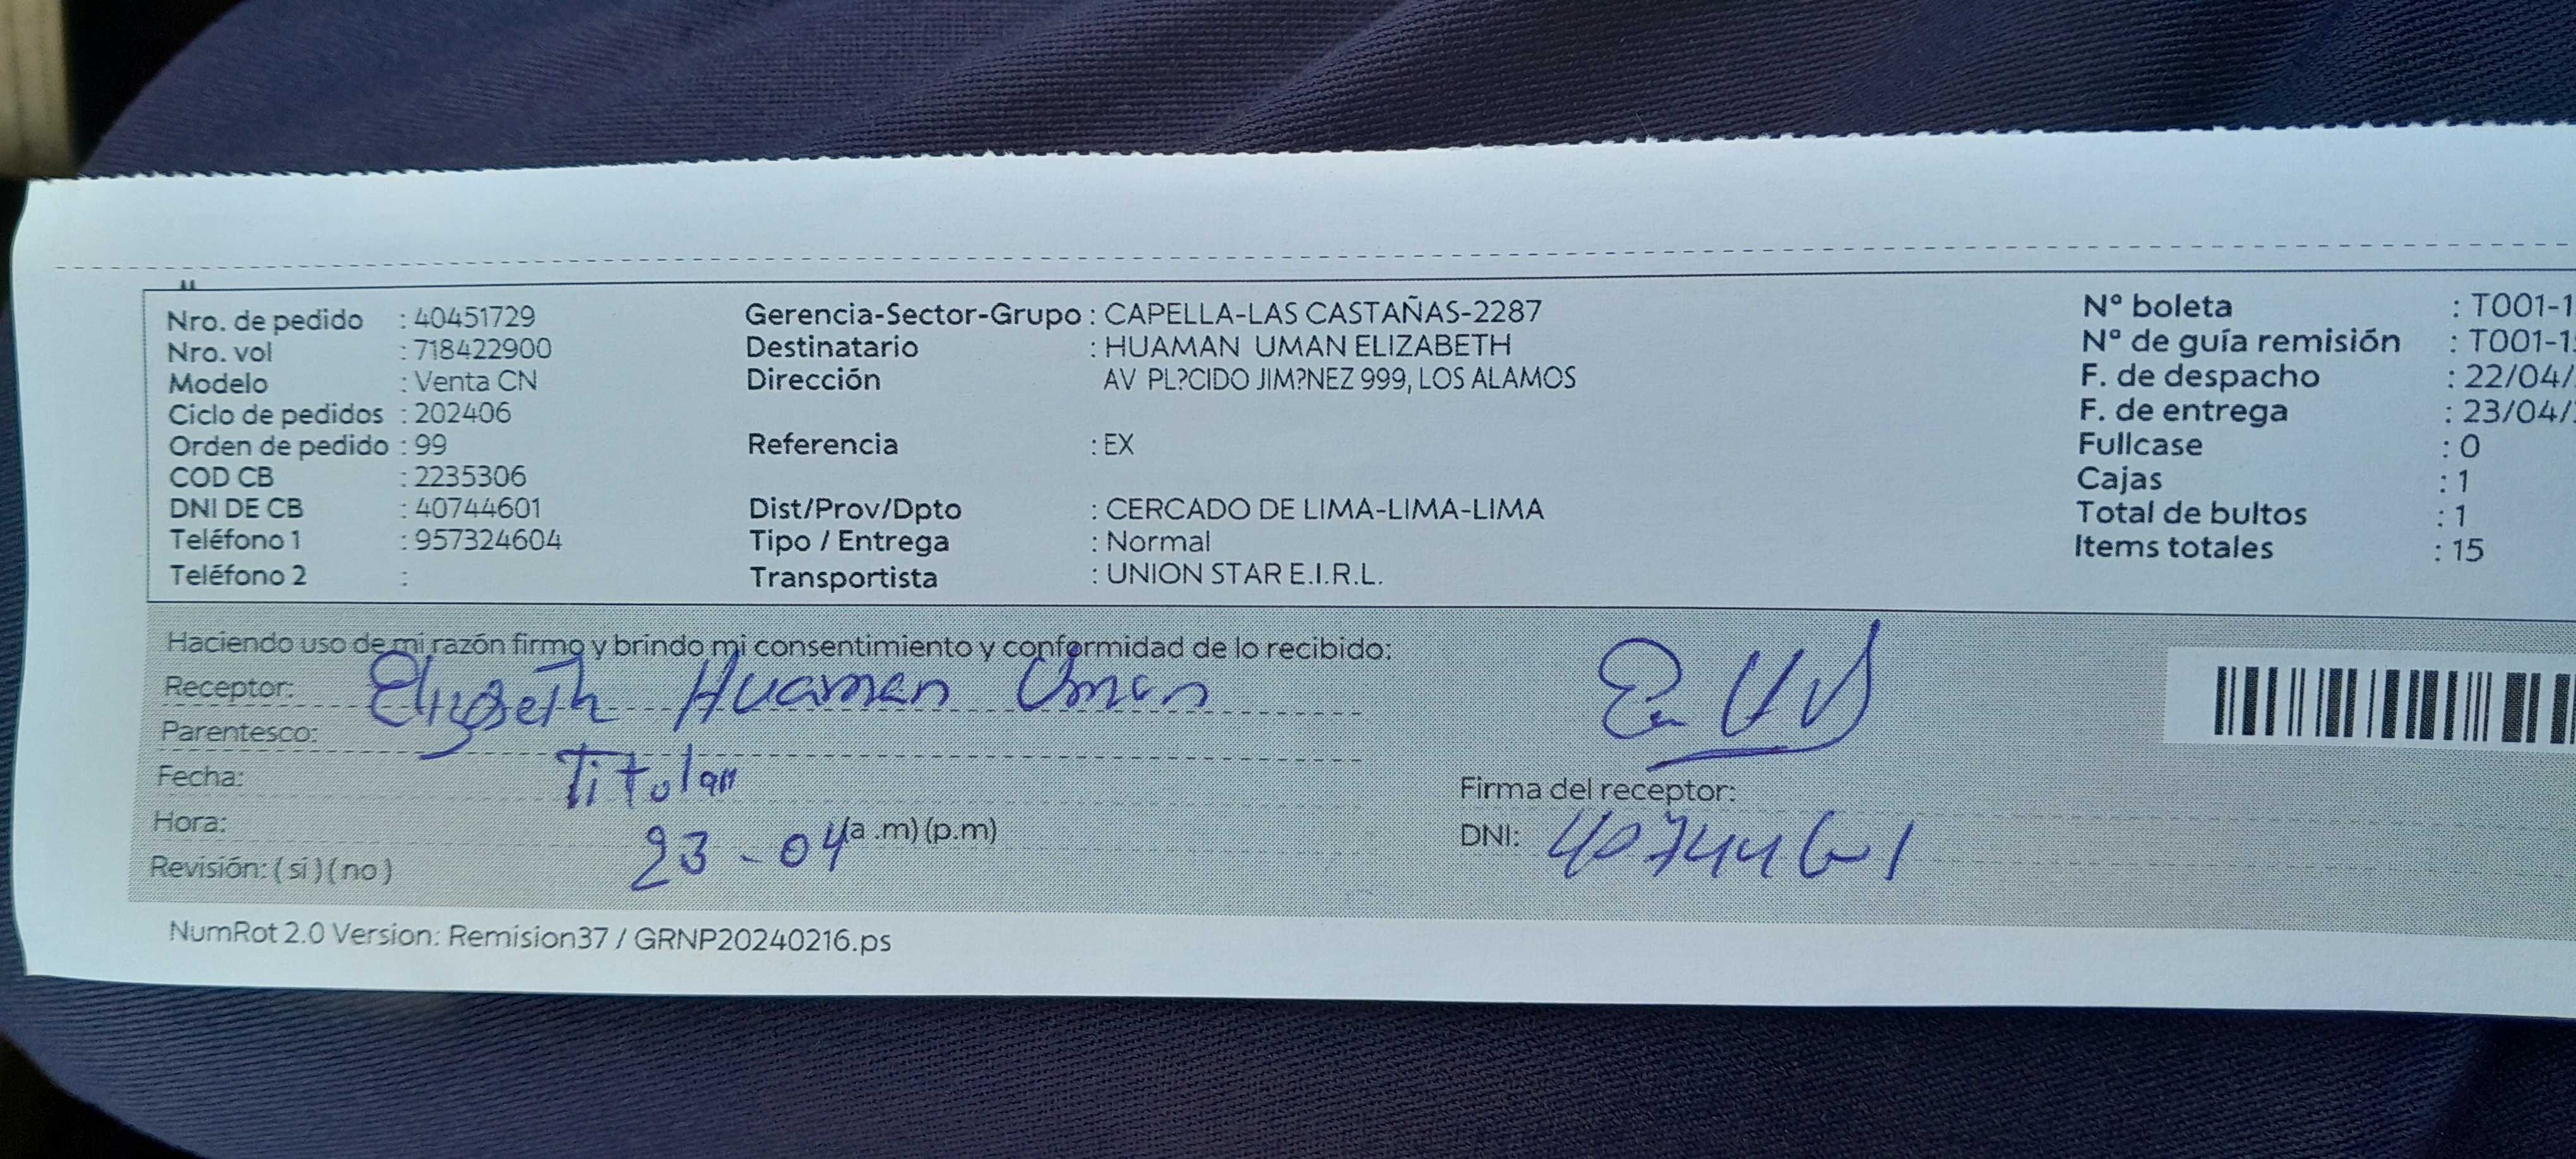 Nro. de pedido : 40451729 Gerencia-Sector-Grupo : CAPELLA-LAS CASTAÑAS-2287 Nº boleta : T001-1
Nro. vol : 718422900 Destinatario : HUAMAN UMAN ELIZABETH Nº de guía remisión : T001-1
Modelo : Venta CN Dirección AV PL?CIDO JIM?NEZ 999, LOS ALAMOS F. de despacho : 22/04/
Ciclo de pedidos : 202406 F. de entrega : 23/04/
Orden de pedido : 99 Referencia : EX Fullcase : 0
COD CB : 2235306 Cajas : 1
DNI DE CB : 40744601 Dist/Prov/Dpto : CERCADO DE LIMA-LIMA-LIMA Total de bultos : 1
Teléfono 1 : 957324604 Tipo / Entrega : Normal Items totales : 15
Teléfono 2 : Transportista : UNION STAR E.I.R.L.
Haciendo uso de mi razón firmo y brindo mi consentimiento y conformidad de lo recibido:
Receptor: Elizabeth Huaman Uman
Parentesco:
Titular
Fecha: Firma del receptor:
Hora: 23-04 (a .m) (p.m) DNI: 40744601
Revisión: ( si ) ( no )
NumRot 2.0 Version: Remision37 / GRNP20240216.ps